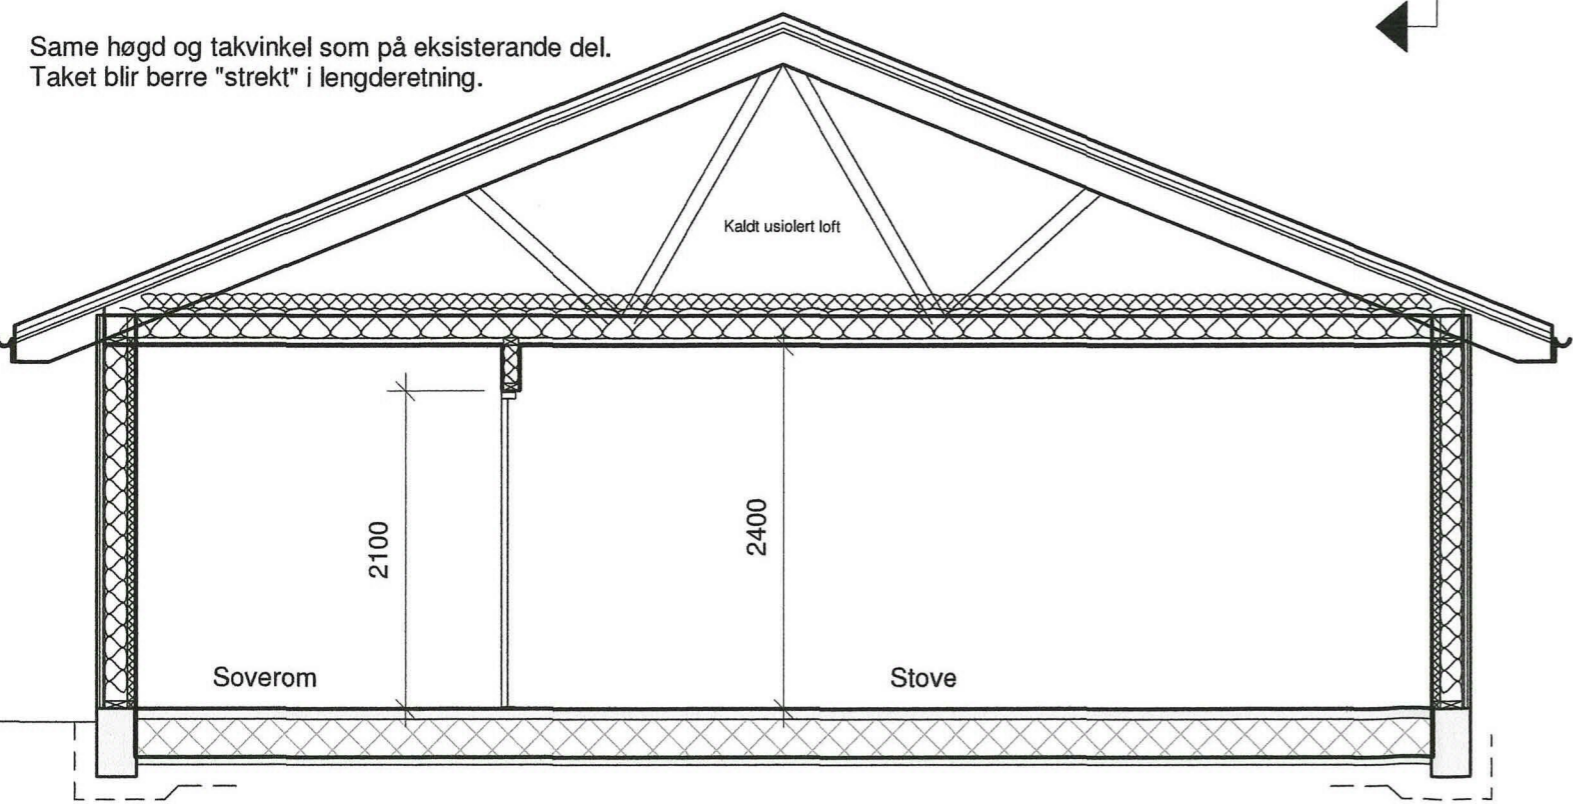 Same høgd og takvinkel som på eksisterande del.
Taket blir berre "strekt" i lengderetning.
Kaldt usiolert loft
2100
2400
Soverom
Stove